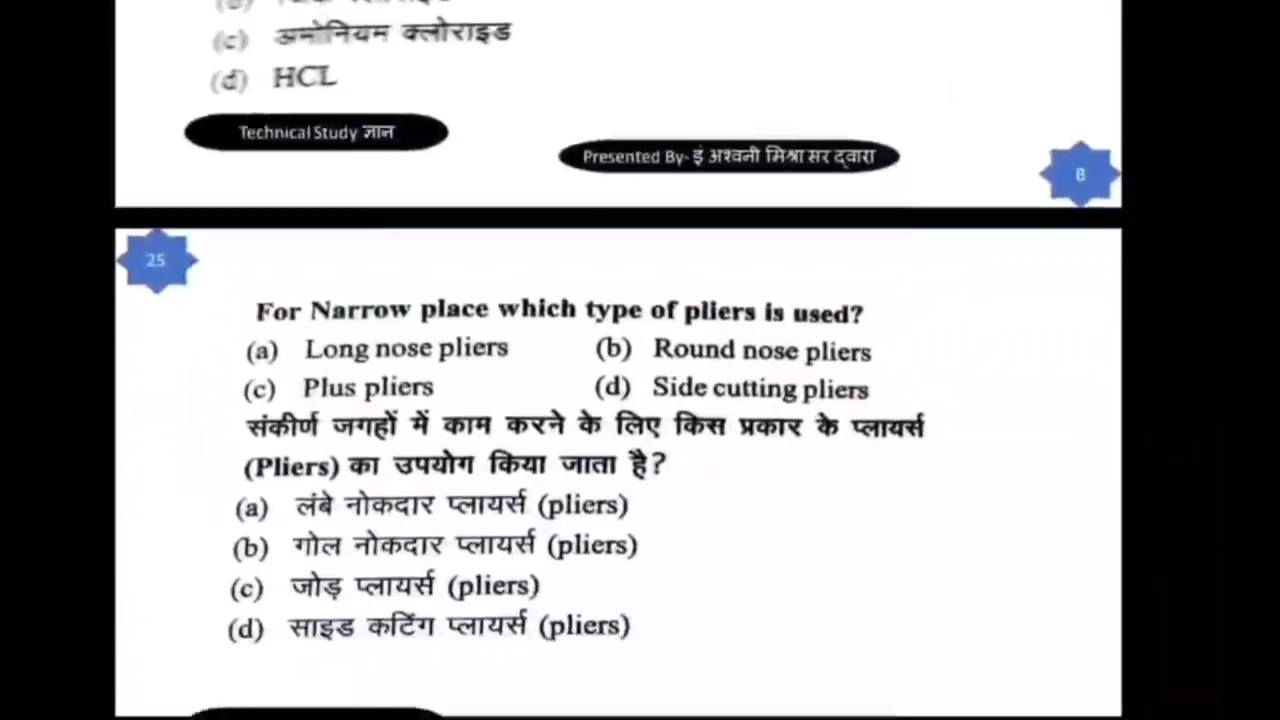 (c) अमोनियम क्लोराइड
(d) HCL
Technical Study ज्ञान
Presented By- इं अश्वनी मिश्रा सर द्वारा
8
25
For Narrow place which type of pliers is used?
(a) Long nose pliers (b) Round nose pliers
(c) Plus pliers (d) Side cutting pliers
संकीर्ण जगहों में काम करने के लिए किस प्रकार के प्लायर्स
(Pliers) का उपयोग किया जाता है?
(a) लंबे नोकदार प्लायर्स (pliers)
(b) गोल नोकदार प्लायर्स (pliers)
(c) जोड़ प्लायर्स (pliers)
(d) साइड कटिंग प्लायर्स (pliers)